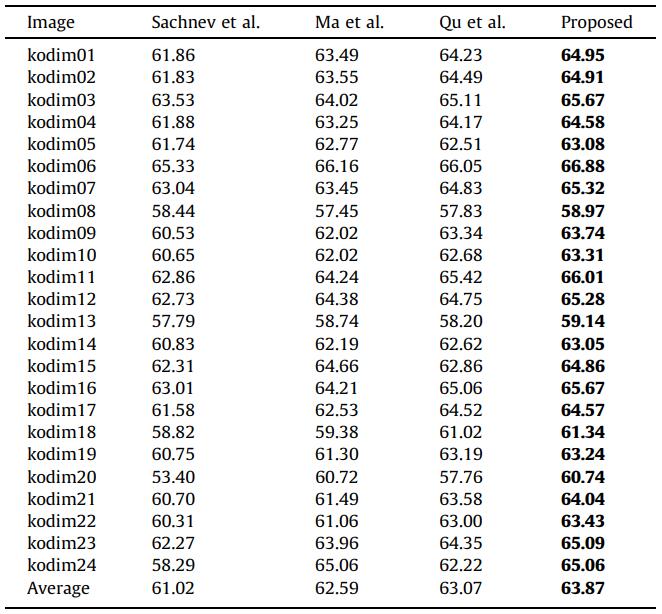 Image Sachnev et al. Ma et al. Qu et al. Proposed
kodim01 61.86 63.49 64.23 64.95
kodim02 61.83 63.55 64.49 64.91
kodim03 63.53 64.02 65.11 65.67
kodim04 61.88 63.25 64.17 64.58
kodim05 61.74 62.77 62.51 63.08
kodim06 65.33 66.16 66.05 66.88
kodim07 63.04 63.45 64.83 65.32
kodim08 58.44 57.45 57.83 58.97
kodim09 60.53 62.02 63.34 63.74
kodim10 60.65 62.02 62.68 63.31
kodim11 62.86 64.24 65.42 66.01
kodim12 62.73 64.38 64.75 65.28
kodim13 57.79 58.74 58.20 59.14
kodim14 60.83 62.19 62.62 63.05
kodim15 62.31 64.66 62.86 64.86
kodim16 63.01 64.21 65.06 65.67
kodim17 61.58 62.53 64.52 64.57
kodim18 58.82 59.38 61.02 61.34
kodim19 60.75 61.30 63.19 63.24
kodim20 53.40 60.72 57.76 60.74
kodim21 60.70 61.49 63.58 64.04
kodim22 60.31 61.06 63.00 63.43
kodim23 62.27 63.96 64.35 65.09
kodim24 58.29 65.06 62.22 65.06
Average 61.02 62.59 63.07 63.87